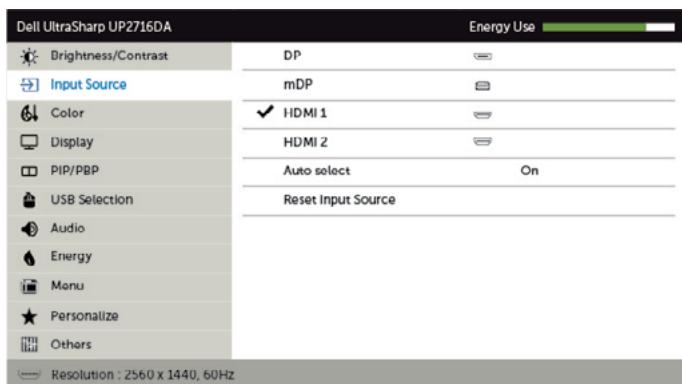 Dell UltraSharp UP2716DA Energy Use
Brightness/Contrast DP
Input Source mDP
Color HDMI 1
Display HDMI 2
PIP/PBP Auto select On
USB Selection Reset Input Source
Audio
Energy
Menu
Personalize
Others
Resolution : 2560 x 1440, 60Hz